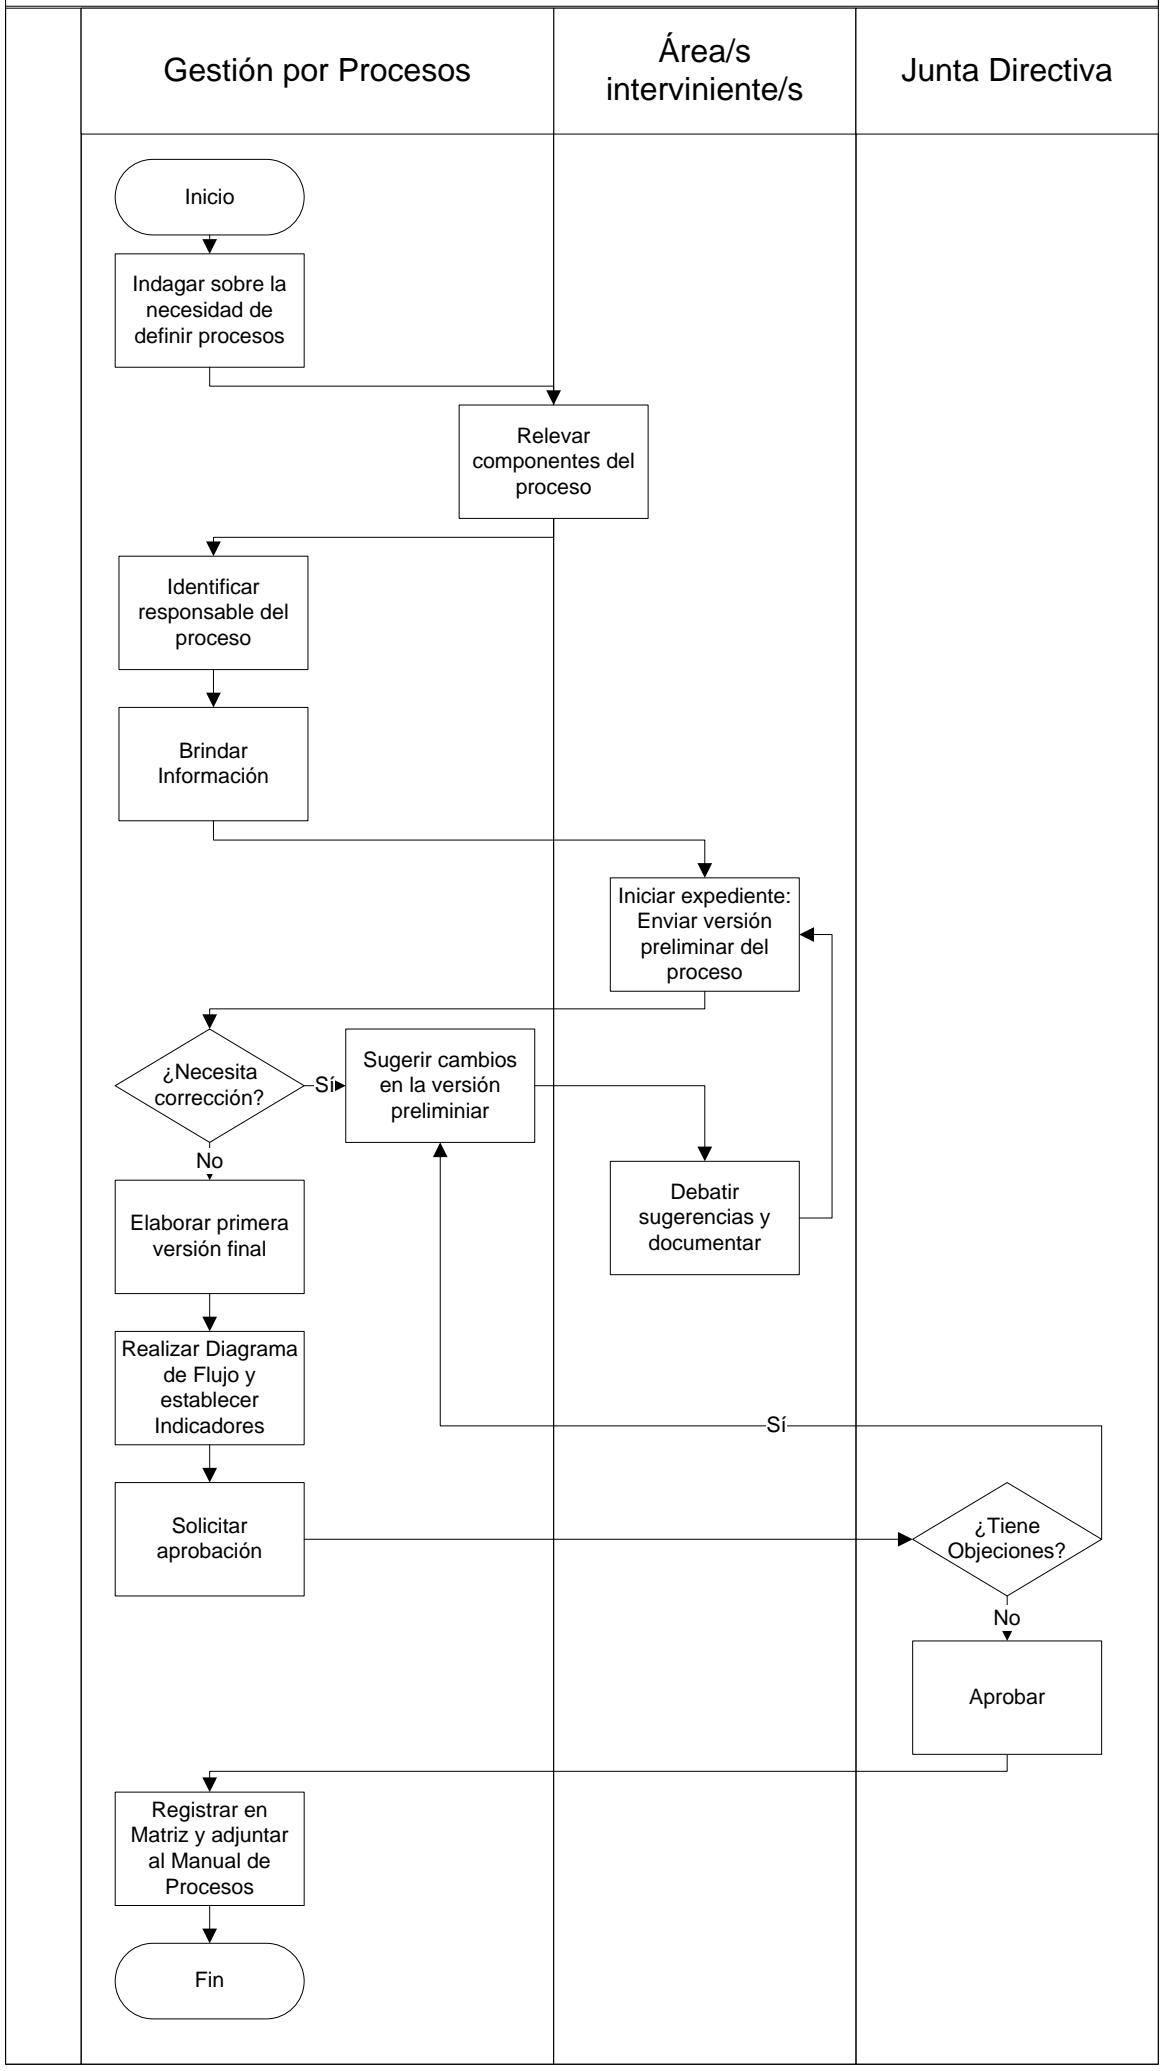 Gestión por Procesos
Área/s
interviniente/s
Junta Directiva
Inicio
Indagar sobre la
necesidad de
definir procesos
Relevar
componentes del
proceso
Identificar
responsable del
proceso
Brindar
Información
Iniciar expediente:
Enviar versión
preliminar del
proceso
¿Necesita
corrección?
Sí
Sugerir cambios
en la versión
preliminiar
No
Debatir
sugerencias y
documentar
Elaborar primera
versión final
Realizar Diagrama
de Flujo y
establecer
Indicadores
Sí
Solicitar
aprobación
¿Tiene
Objeciones?
No
Aprobar
Registrar en
Matriz y adjuntar
al Manual de
Procesos
Fin